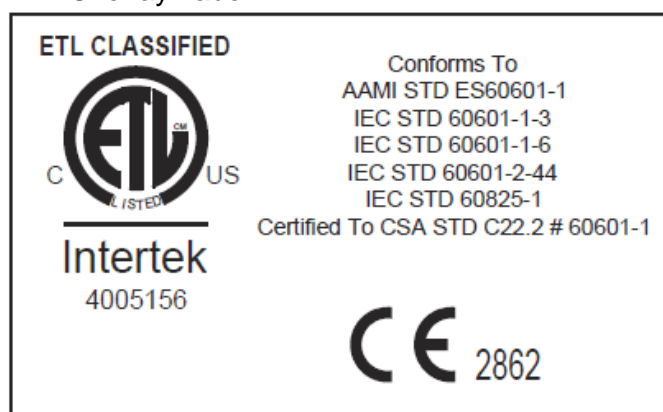 ETL CLASSIFIED
ETL CM
C US
LISTED
Intertek
4005156
Conforms To
AAMI STD ES60601-1
IEC STD 60601-1-3
IEC STD 60601-1-6
IEC STD 60601-2-44
IEC STD 60825-1
Certified To CSA STD C22.2 # 60601-1
CE 2862